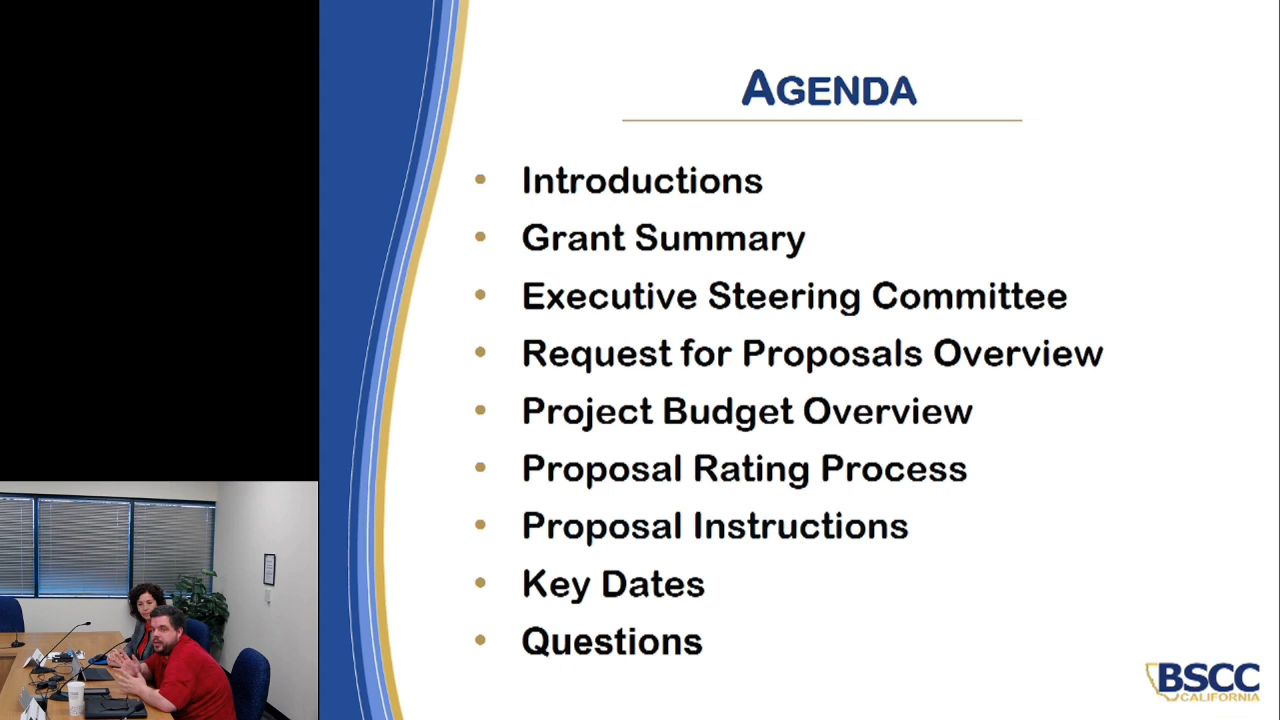 AGENDA
• Introductions
• Grant Summary
• Executive Steering Committee
• Request for Proposals Overview
• Project Budget Overview
• Proposal Rating Process
• Proposal Instructions
• Key Dates
• Questions
BSCC
CALIFORNIA